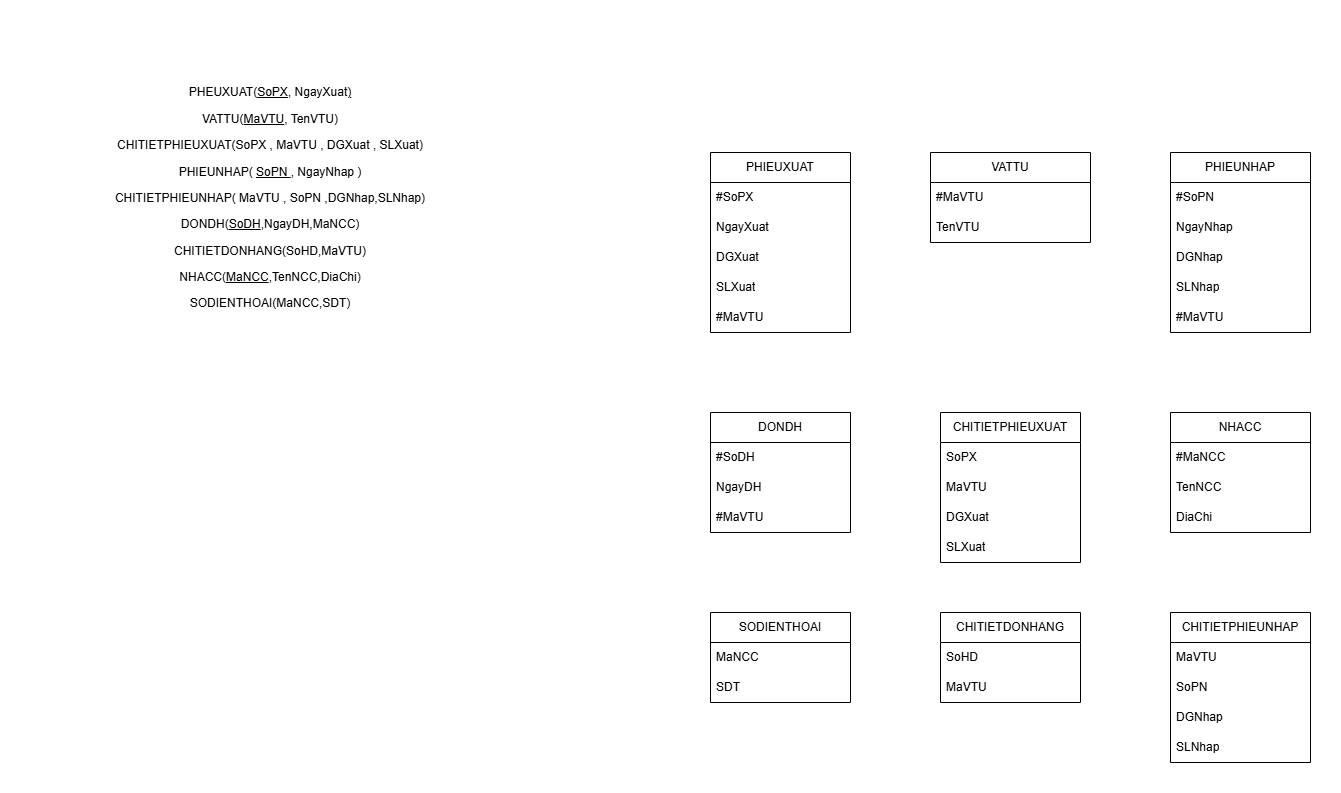 PHEUXUAT(SoPX, NgayXuat)
VATTU(MaVTU, TenVTU)
CHITIETPHIEUXUAT(SoPX , MaVTU , DGXuat , SLXuat)
PHIEUNHAP( SoPN , NgayNhap )
CHITIETPHIEUNHAP( MaVTU , SoPN ,DGNhap,SLNhap)
DONDH(SoDH,NgayDH,MaNCC)
CHITIETDONHANG(SoHD,MaVTU)
NHACC(MaNCC,TenNCC,DiaChi)
SODIENTHOAI(MaNCC,SDT)
PHIEUXUAT
#SoPX
NgayXuat
DGXuat
SLXuat
#MaVTU
VATTU
#MaVTU
TenVTU
PHIEUNHAP
#SoPN
NgayNhap
DGNhap
SLNhap
#MaVTU
DONDH
#SoDH
NgayDH
#MaVTU
CHITIETPHIEUXUAT
SoPX
MaVTU
DGXuat
SLXuat
NHACC
#MaNCC
TenNCC
DiaChi
SODIENTHOAI
MaNCC
SDT
CHITIETDONHANG
SoHD
MaVTU
CHITIETPHIEUNHAP
MaVTU
SoPN
DGNhap
SLNhap